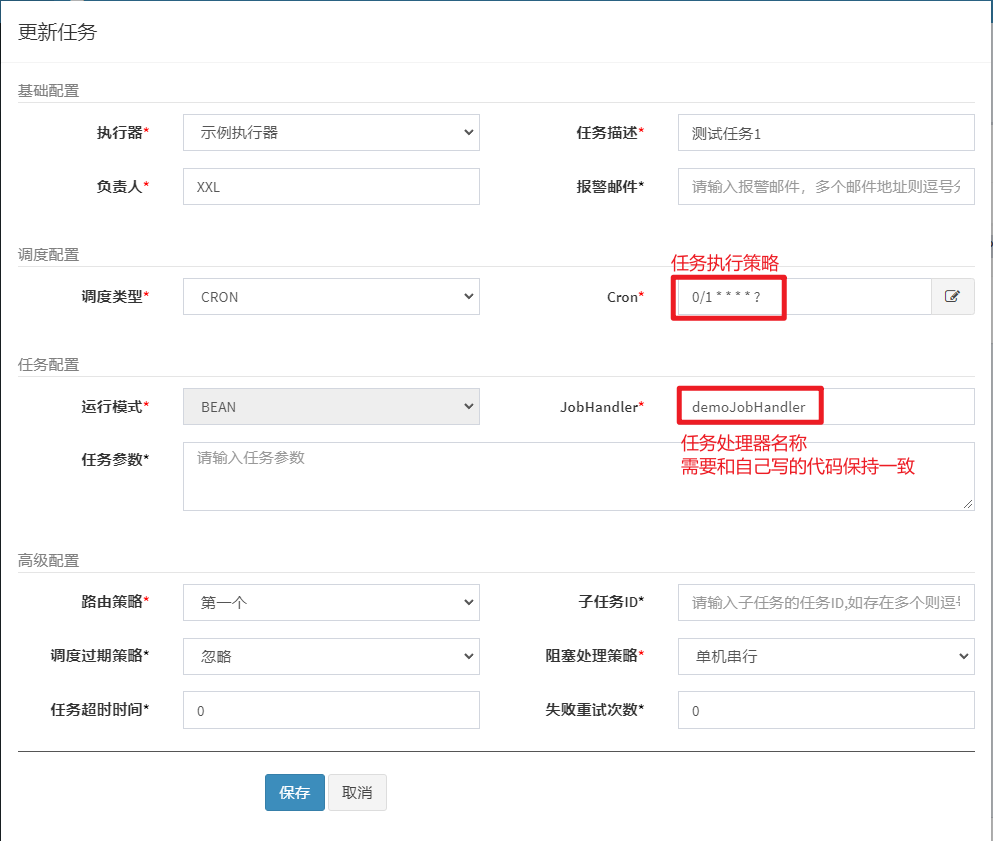 更新任务
基础配置
执行器* 示例执行器 任务描述* 测试任务1
负责人* XXL 报警邮件* 请输入报警邮件，多个邮件地址则逗号分
调度配置
任务执行策略
调度类型* CRON Cron* 0/1 * * * * ?
任务配置
运行模式* BEAN JobHandler* demoJobHandler
任务处理器名称
任务参数* 请输入任务参数
需要和自己写的代码保持一致
高级配置
路由策略* 第一个 子任务ID* 请输入子任务的任务ID,如存在多个则逗号
调度过期策略* 忽略 阻塞处理策略* 单机串行
任务超时时间* 0 失败重试次数* 0
保存 取消